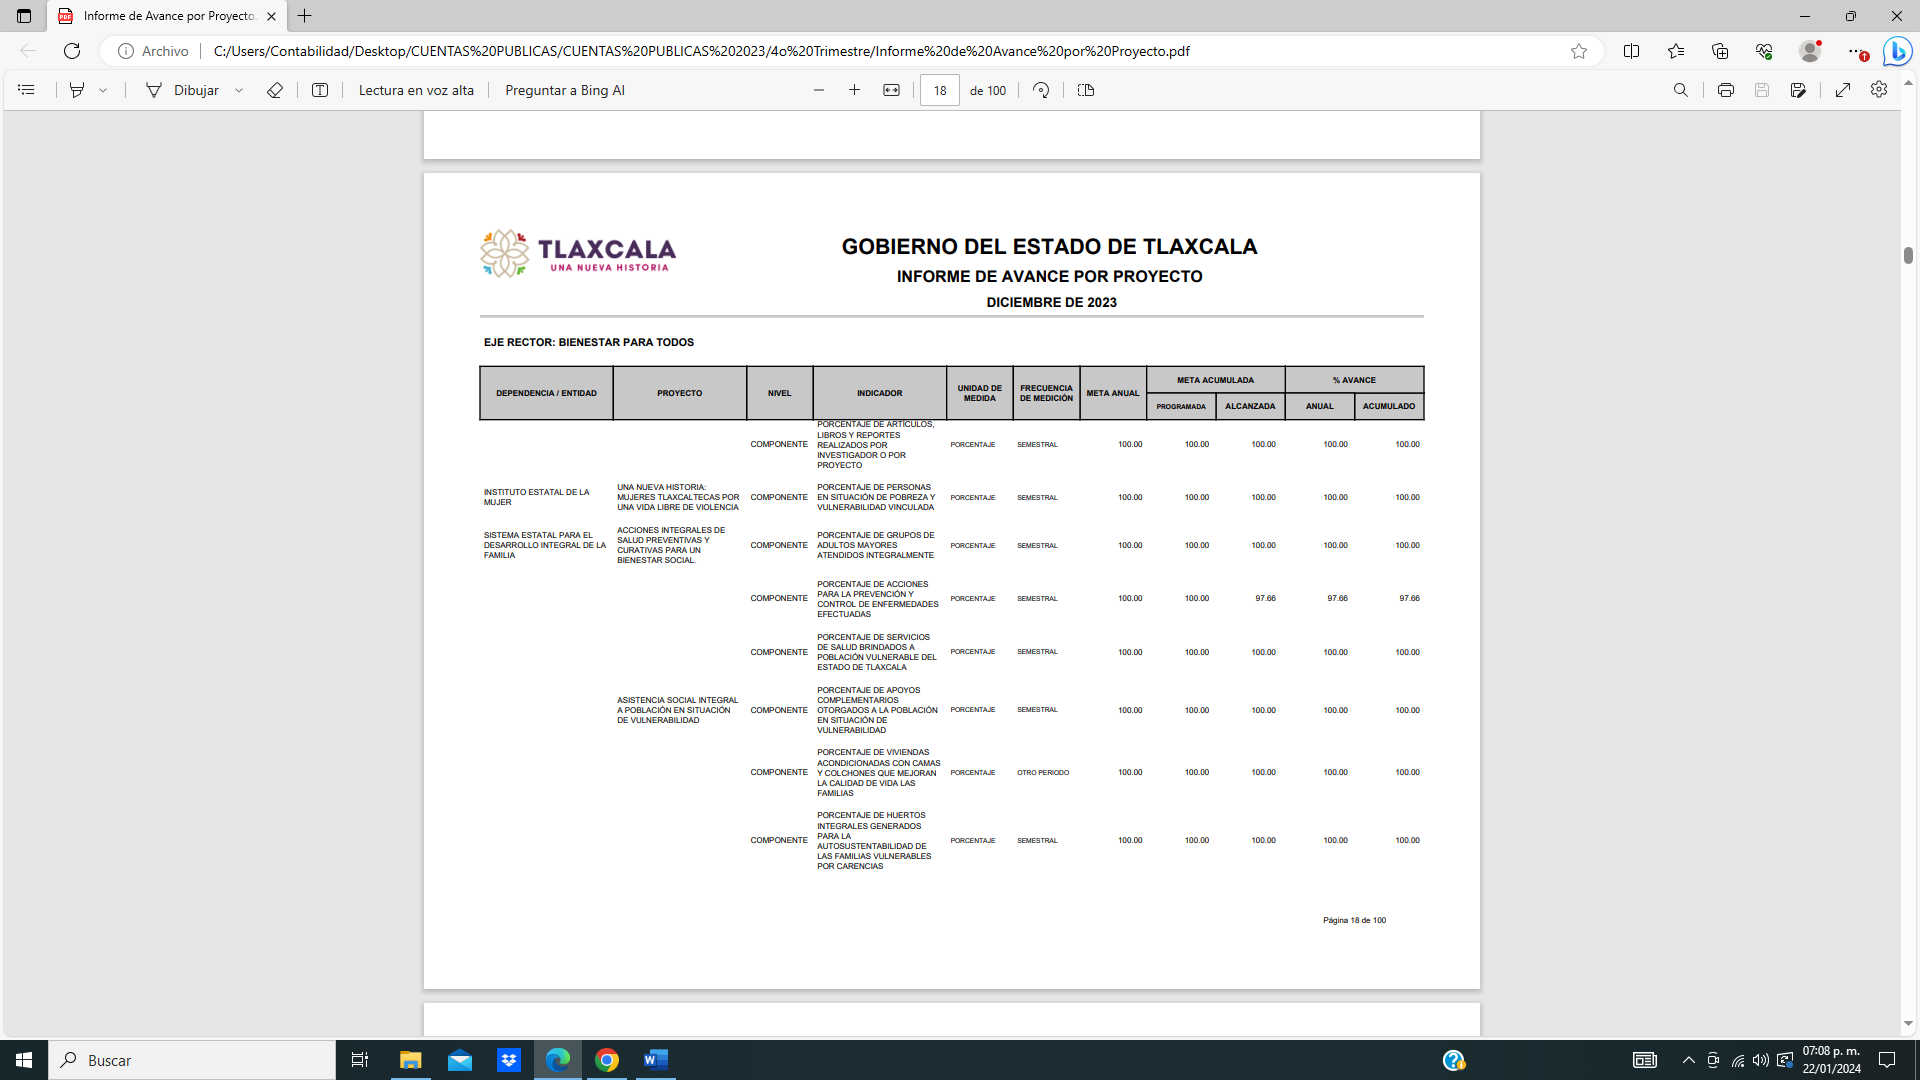 Informe de Avance por Proyecto.
Archivo
C:/Users/Contabilidad/Desktop/CUENTAS%20PUBLICAS/CUENTAS%20PUBLICAS%202023/4o%20Trimestre/Informe%20de%20Avance%20por%20Proyecto.pdf
Dibujar
Lectura en voz alta
Preguntar a Bing AI
18
de 100
TLAXCALA
UNA NUEVA HISTORIA
GOBIERNO DEL ESTADO DE TLAXCALA
INFORME DE AVANCE POR PROYECTO
DICIEMBRE DE 2023
EJE RECTOR: BIENESTAR PARA TODOS
DEPENDENCIA / ENTIDAD
PROYECTO
NIVEL
INDICADOR
UNIDAD DE
MEDIDA
FRECUENCIA
DE MEDICIÓN
META ANUAL
META ACUMULADA
PROGRAMADA
ALCANZADA
% AVANCE
ANUAL
ACUMULADO
COMPONENTE
PORCENTAJE DE ARTÍCULOS,
LIBROS Y REPORTES
REALIZADOS POR
INVESTIGADOR O POR
PROYECTO
PORCENTAJE SEMESTRAL 100.00 100.00 100.00 100.00 100.00
INSTITUTO ESTATAL DE LA
MUJER
UNA NUEVA HISTORIA:
MUJERES TLAXCALTECAS POR
UNA VIDA LIBRE DE VIOLENCIA
COMPONENTE
PORCENTAJE DE PERSONAS
EN SITUACIÓN DE POBREZA Y
VULNERABILIDAD VINCULADA
PORCENTAJE SEMESTRAL 100.00 100.00 100.00 100.00 100.00
SISTEMA ESTATAL PARA EL
DESARROLLO INTEGRAL DE LA
FAMILIA
ACCIONES INTEGRALES DE
SALUD PREVENTIVAS Y
CURATIVAS PARA UN
BIENESTAR SOCIAL.
COMPONENTE
PORCENTAJE DE GRUPOS DE
ADULTOS MAYORES
ATENDIDOS INTEGRALMENTE
PORCENTAJE SEMESTRAL 100.00 100.00 100.00 100.00 100.00
COMPONENTE
PORCENTAJE DE ACCIONES
PARA LA PREVENCIÓN Y
CONTROL DE ENFERMEDADES
EFECTUADAS
PORCENTAJE SEMESTRAL 100.00 100.00 97.66 97.66 97.66
COMPONENTE
PORCENTAJE DE SERVICIOS
DE SALUD BRINDADOS A
POBLACIÓN VULNERABLE DEL
ESTADO DE TLAXCALA
PORCENTAJE SEMESTRAL 100.00 100.00 100.00 100.00 100.00
ASISTENCIA SOCIAL INTEGRAL
A POBLACIÓN EN SITUACIÓN
DE VULNERABILIDAD
COMPONENTE
PORCENTAJE DE APOYOS
COMPLEMENTARIOS
OTORGADOS A LA POBLACIÓN
EN SITUACIÓN DE
VULNERABILIDAD
PORCENTAJE SEMESTRAL 100.00 100.00 100.00 100.00 100.00
COMPONENTE
PORCENTAJE DE VIVIENDAS
ACONDICIONADAS CON CAMAS
Y COLCHONES QUE MEJORAN
LA CALIDAD DE VIDA LAS
FAMILIAS
PORCENTAJE OTRO PERIODO 100.00 100.00 100.00 100.00 100.00
COMPONENTE
PORCENTAJE DE HUERTOS
INTEGRALES GENERADOS
PARA LA
AUTOSUSTENTABILIDAD DE
LAS FAMILIAS VULNERABLES
POR CARENCIAS
PORCENTAJE SEMESTRAL 100.00 100.00 100.00 100.00 100.00
Página 18 de 100
Buscar
07:08 p. m.
22/01/2024